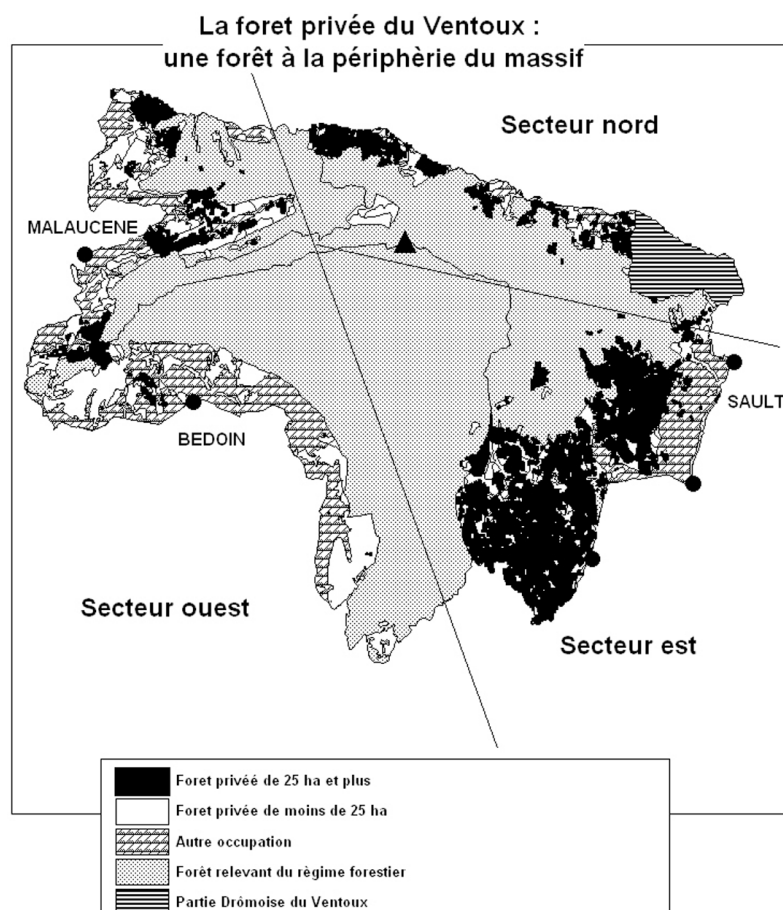 La foret privée du Ventoux :
une forêt à la périphèrie du massif
Secteur nord
MALAUCENE
SAULT
BEDOIN
Secteur ouest
Secteur est
Foret privéé de 25 ha et plus
Foret privée de moins de 25 ha
Autre occupation
Forêt relevant du règime forestier
Partie Drômoise du Ventoux